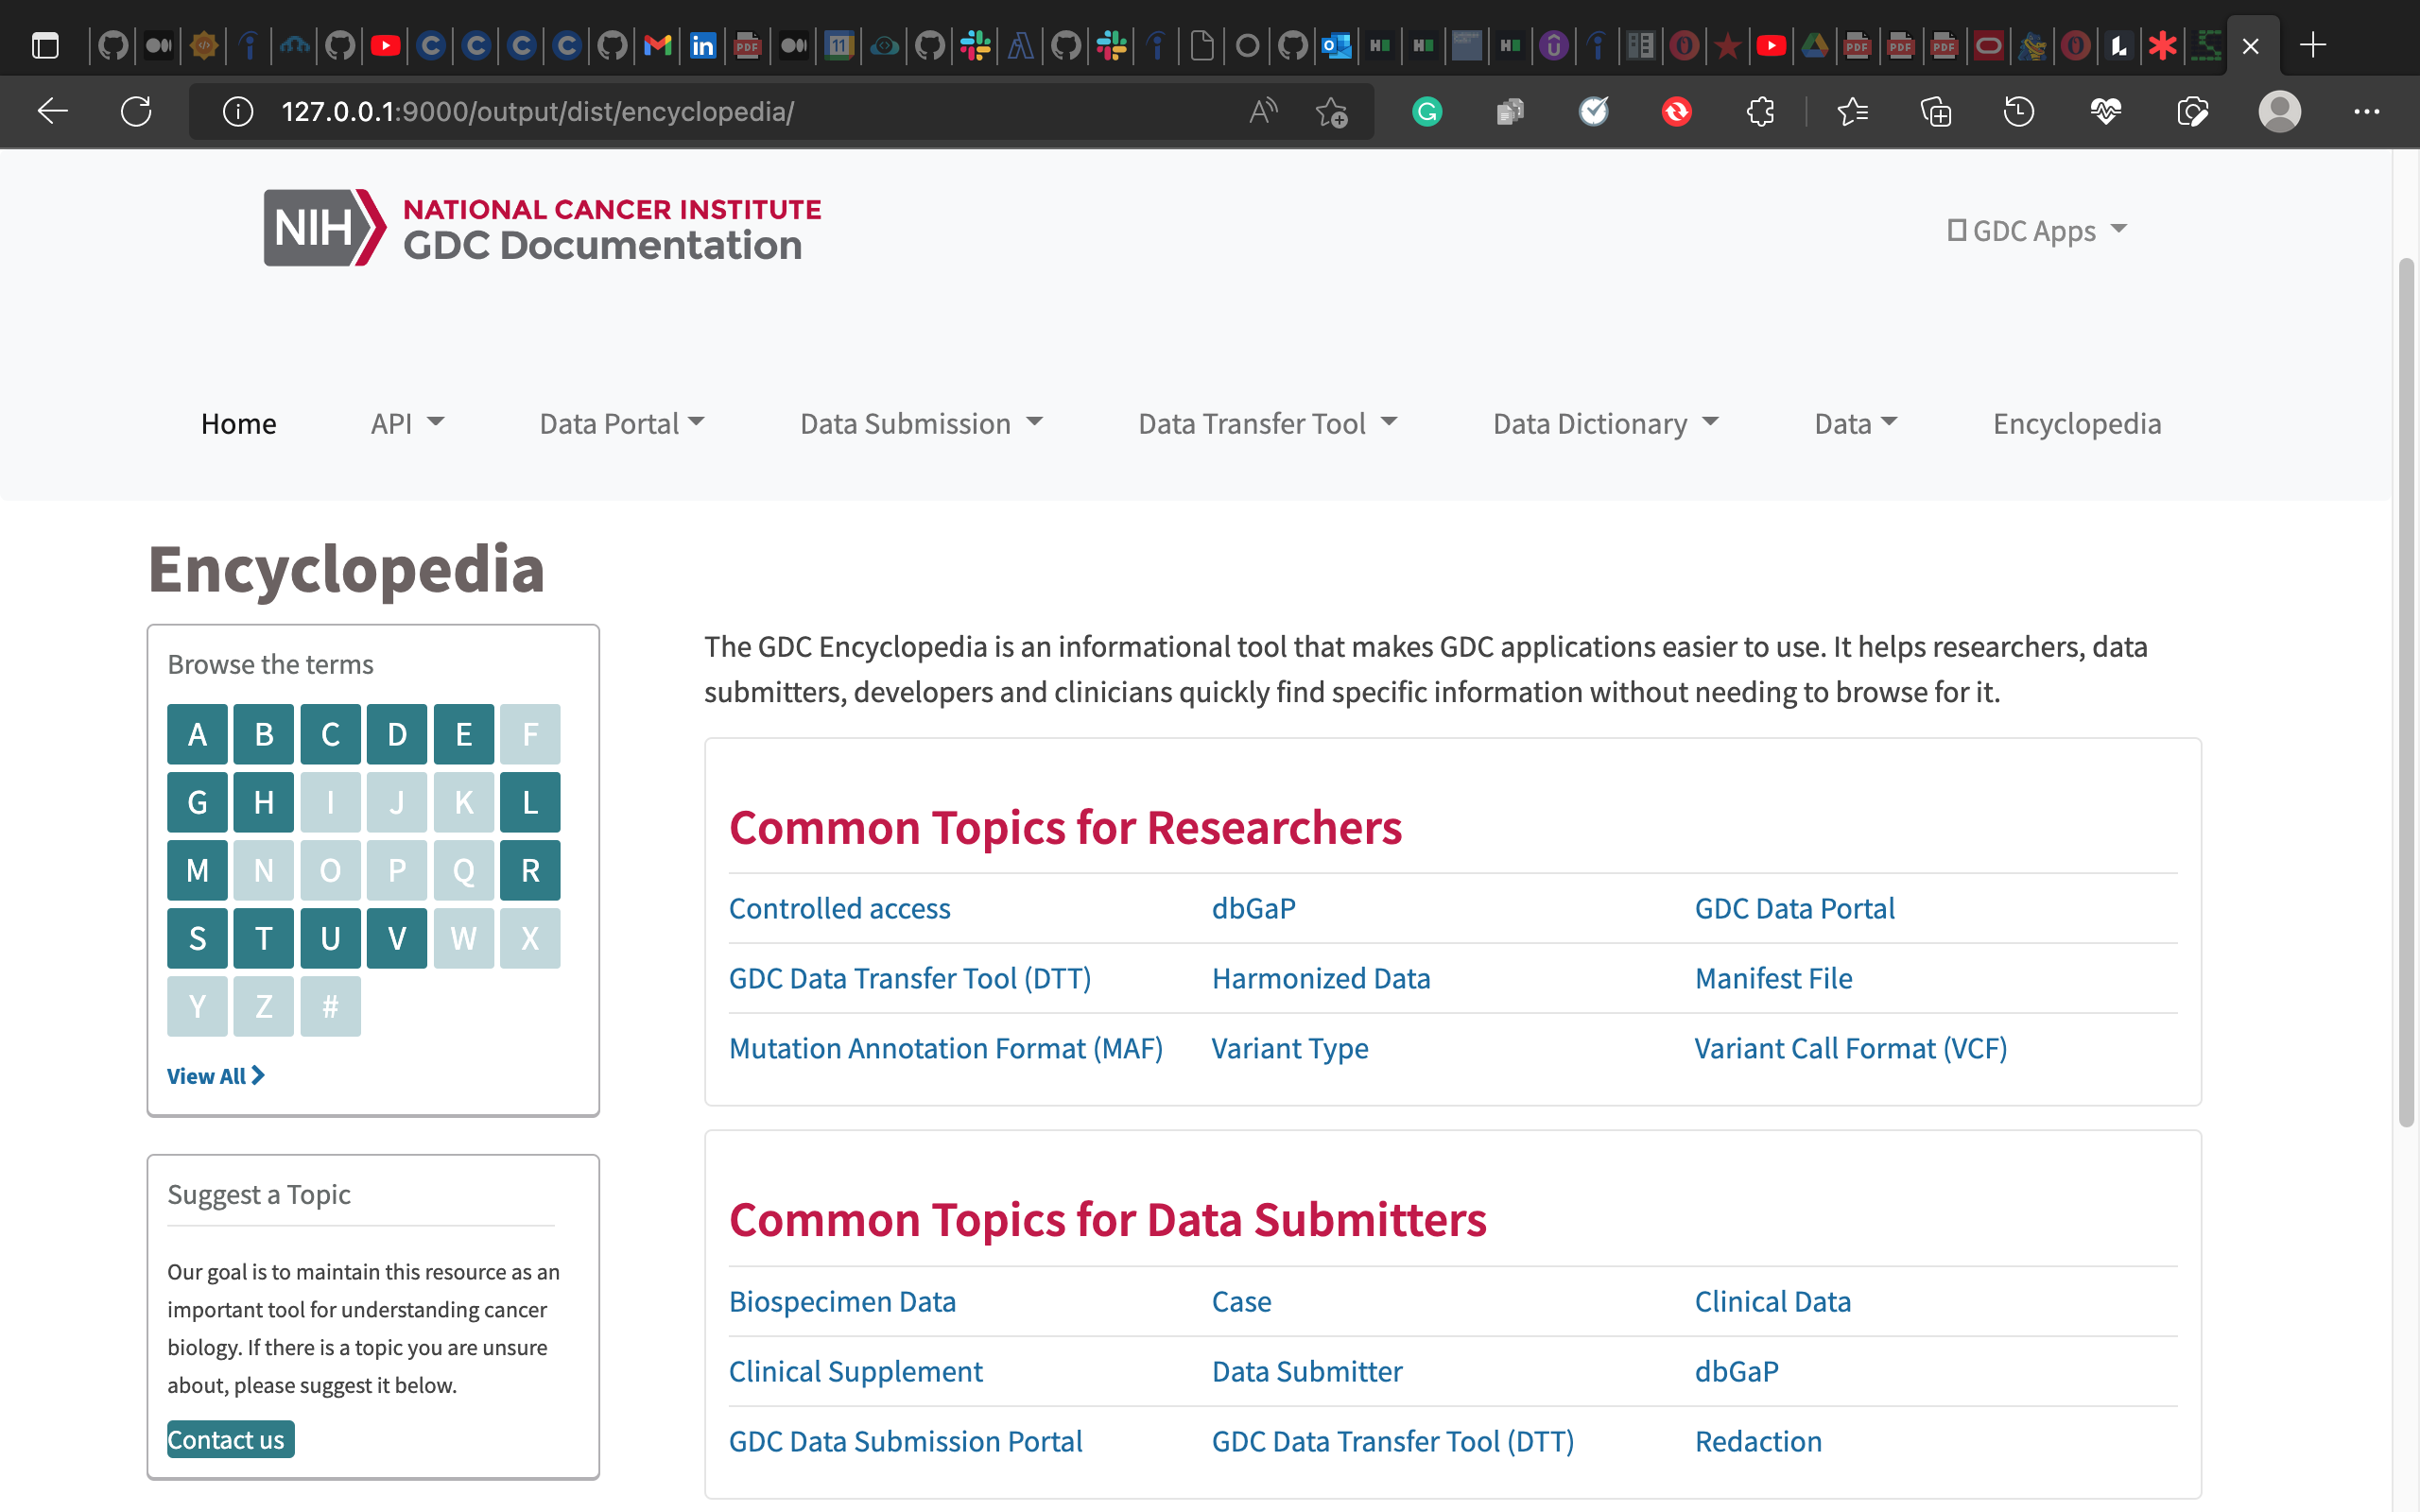 127.0.0.1:9000/output/dist/encyclopedia/
NIH NATIONAL CANCER INSTITUTE
GDC Documentation
GDC Apps
Home API Data Portal Data Submission Data Transfer Tool Data Dictionary Data Encyclopedia
Encyclopedia
Browse the terms
A B C D E F
G H I J K L
M N O P Q R
S T U V W X
Y Z #
View All
Suggest a Topic
Our goal is to maintain this resource as an
important tool for understanding cancer
biology. If there is a topic you are unsure
about, please suggest it below.
Contact us
The GDC Encyclopedia is an informational tool that makes GDC applications easier to use. It helps researchers, data
submitters, developers and clinicians quickly find specific information without needing to browse for it.
Common Topics for Researchers
Controlled access dbGaP GDC Data Portal
GDC Data Transfer Tool (DTT) Harmonized Data Manifest File
Mutation Annotation Format (MAF) Variant Type Variant Call Format (VCF)
Common Topics for Data Submitters
Biospecimen Data Case Clinical Data
Clinical Supplement Data Submitter dbGaP
GDC Data Submission Portal GDC Data Transfer Tool (DTT) Redaction